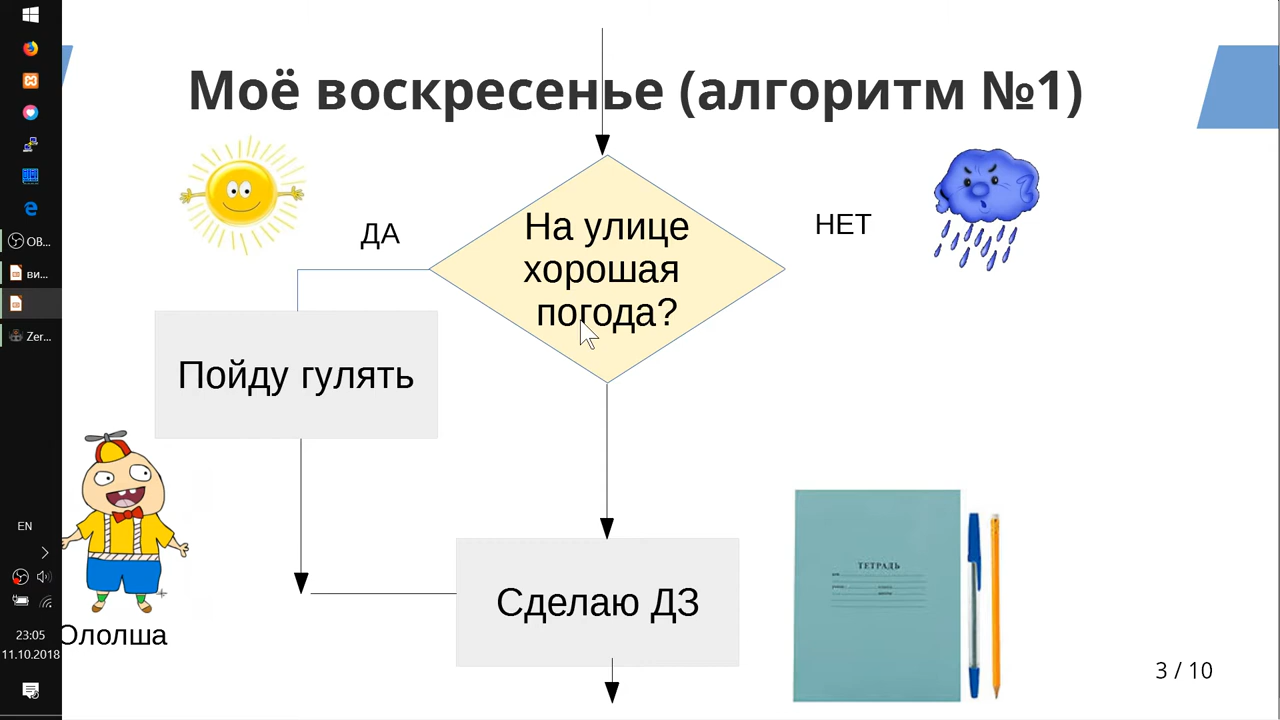 Моё воскресенье (алгоритм №1)
ДА
НЕТ
На улице
хорошая
погода?
Пойду гулять
Сделаю ДЗ
Ололша
ТЕТРАДЬ
3 / 10
OB...
ви...
Zer...
EN
23:05
11.10.2018